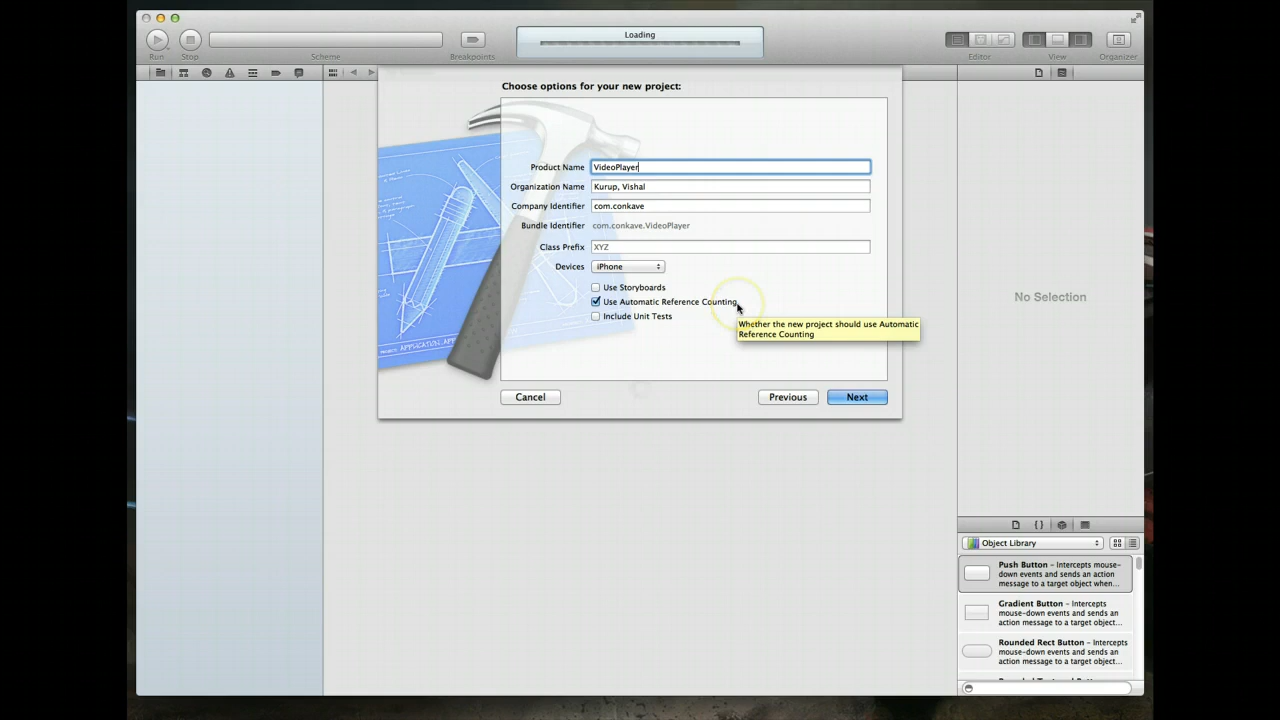 Loading
Run
Stop
Scheme
Breakpoints
Editor
View
Organizer
Choose options for your new project:
Product Name VideoPlayer
Organization Name Kurup, Vishal
Company Identifier com.conkave
Bundle Identifier com.conkave.VideoPlayer
Class Prefix XYZ
Devices iPhone
Use Storyboards
Use Automatic Reference Counting
Include Unit Tests
Whether the new project should use Automatic
Reference Counting
Cancel
Previous
Next
No Selection
Object Library
Push Button – Intercepts mouse-
down events and sends an action
message to a target object when...
Gradient Button – Intercepts
mouse-down events and sends an
action message to a target object...
Rounded Rect Button – Intercepts
mouse-down events and sends an
action message to a target object...